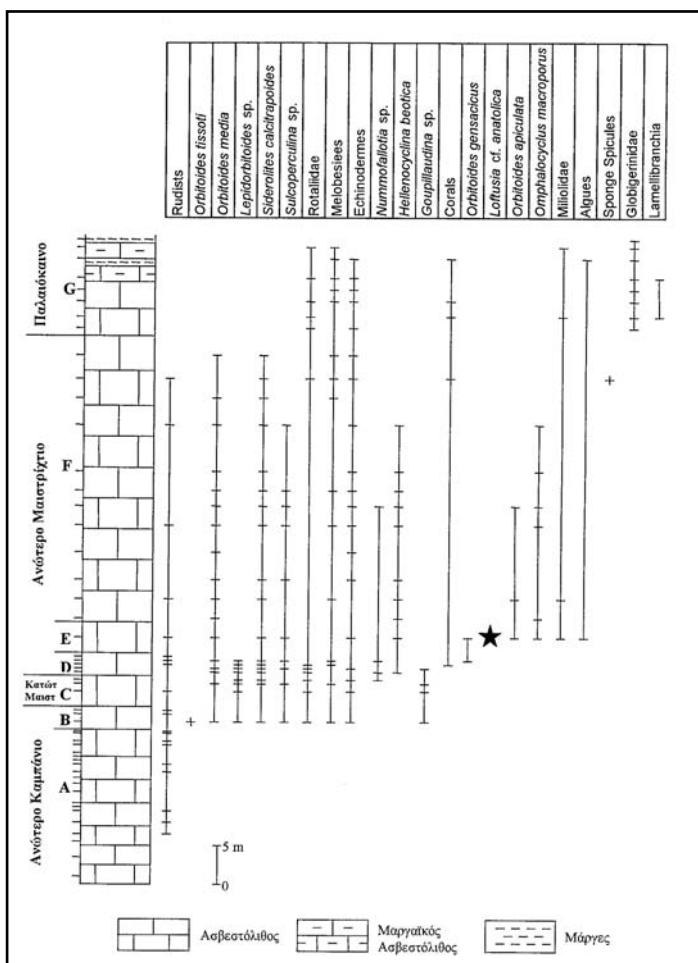 Rudists
Orbitoides tissoti
Orbitoides media
Lepidorbitoides sp.
Siderolites calcitrapoides
Sulcoperculina sp.
Rotaliidae
Melobesiees
Echinodermes
Nummofallotia sp.
Hellenocyclina beotica
Goupillaudina sp.
Corals
Orbitoides gensacicus
Loftusia cf. anatolica
Orbitoides apiculata
Omphalocyclus macroporus
Miliolidae
Algues
Sponge Spicules
Globigerinidae
Lamellibranchia
Παλαιόκαινο
G
Ανώτερο Μαιστρίχτιο
F
E
D
Κατώτ
Μαιστ
C
B
Ανώτερο Καμπάνιο
A
5 m
0
Ασβεστόλιθος
Μαργαϊκός
Ασβεστόλιθος
Μάργες